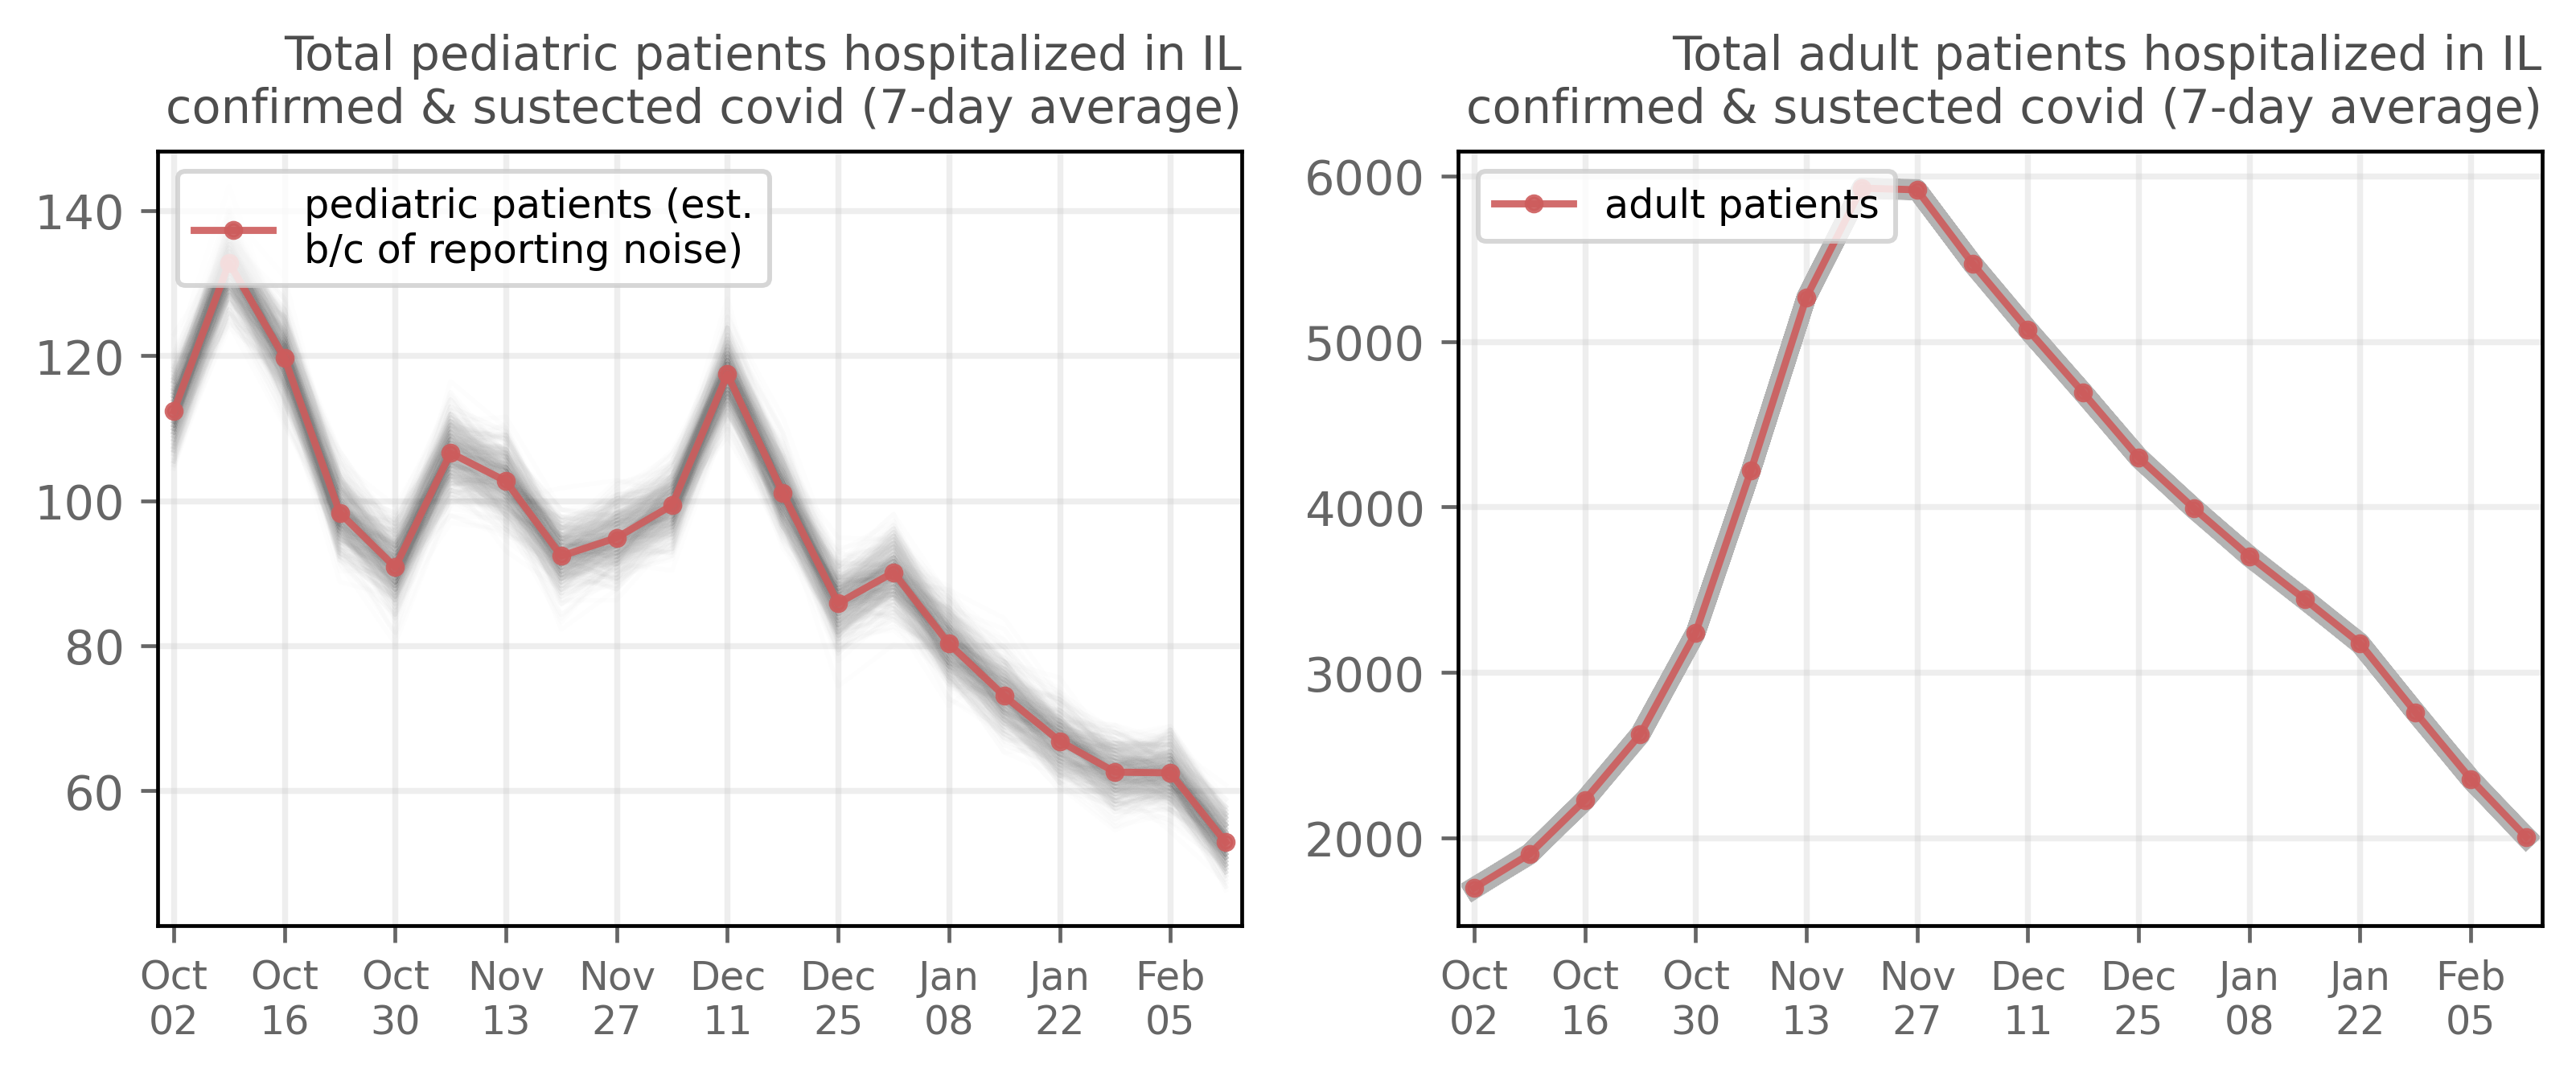 Total pediatric patients hospitalized in IL
confirmed & sustected covid (7-day average)
pediatric patients (est.
b/c of reporting noise)
140
120
100
80
60
Oct Oct Oct Nov Nov Dec Dec Jan Jan Feb
02 16 30 13 27 11 25 08 22 05
Total adult patients hospitalized in IL
confirmed & sustected covid (7-day average)
adult patients
6000
5000
4000
3000
2000
Oct Oct Oct Nov Nov Dec Dec Jan Jan Feb
02 16 30 13 27 11 25 08 22 05